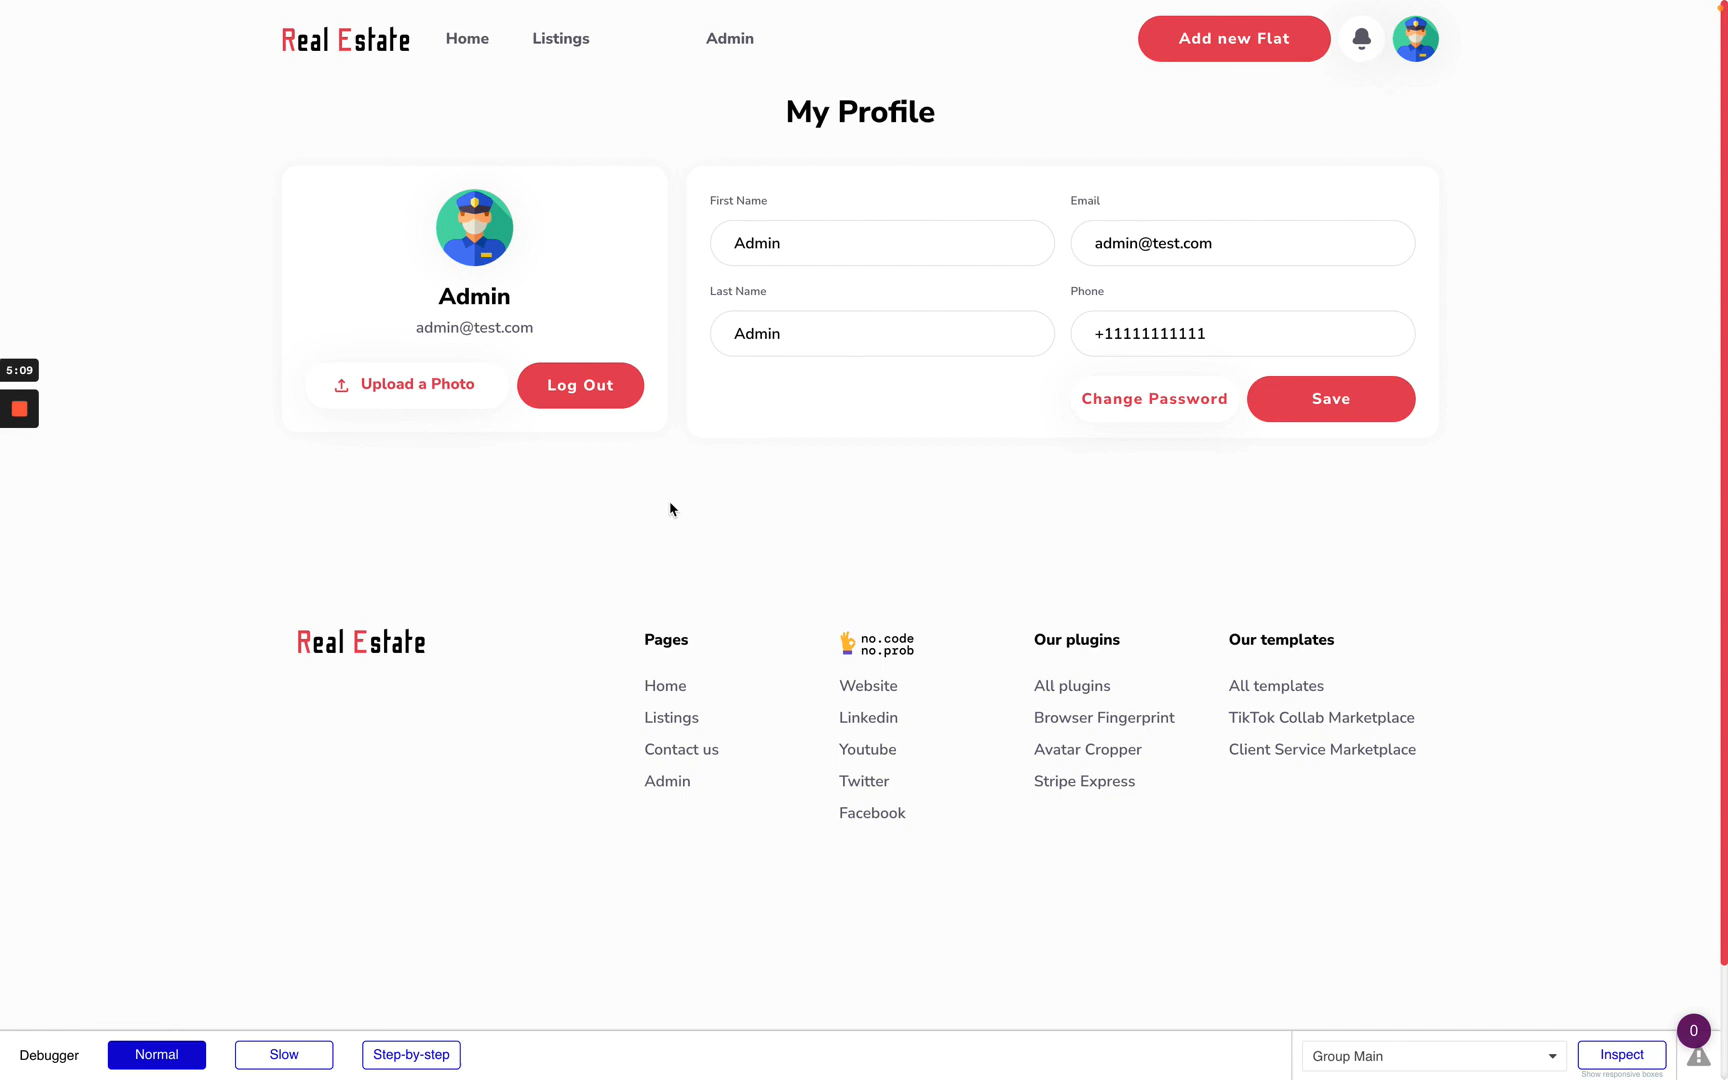 Real Estate
Home
Listings
Admin
Add new Flat
My Profile
Admin
admin@test.com
Upload a Photo
Log Out
First Name
Admin
Email
admin@test.com
Last Name
Admin
Phone
+11111111111
Change Password
Save
5:09
Real Estate
Pages
Home
Listings
Contact us
Admin
no.code
no.prob
Website
Linkedin
Youtube
Twitter
Facebook
Our plugins
All plugins
Browser Fingerprint
Avatar Cropper
Stripe Express
Our templates
All templates
TikTok Collab Marketplace
Client Service Marketplace
Debugger
Normal
Slow
Step-by-step
Group Main
Inspect
Show responsive boxes
0